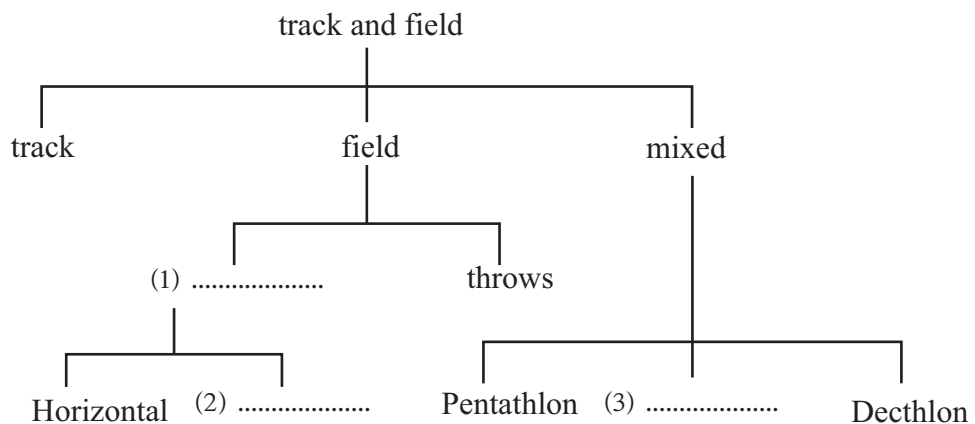 track and field
track field mixed
(1) .................... throws
Horizontal (2) .................... Pentathlon (3) .................... Decthlon